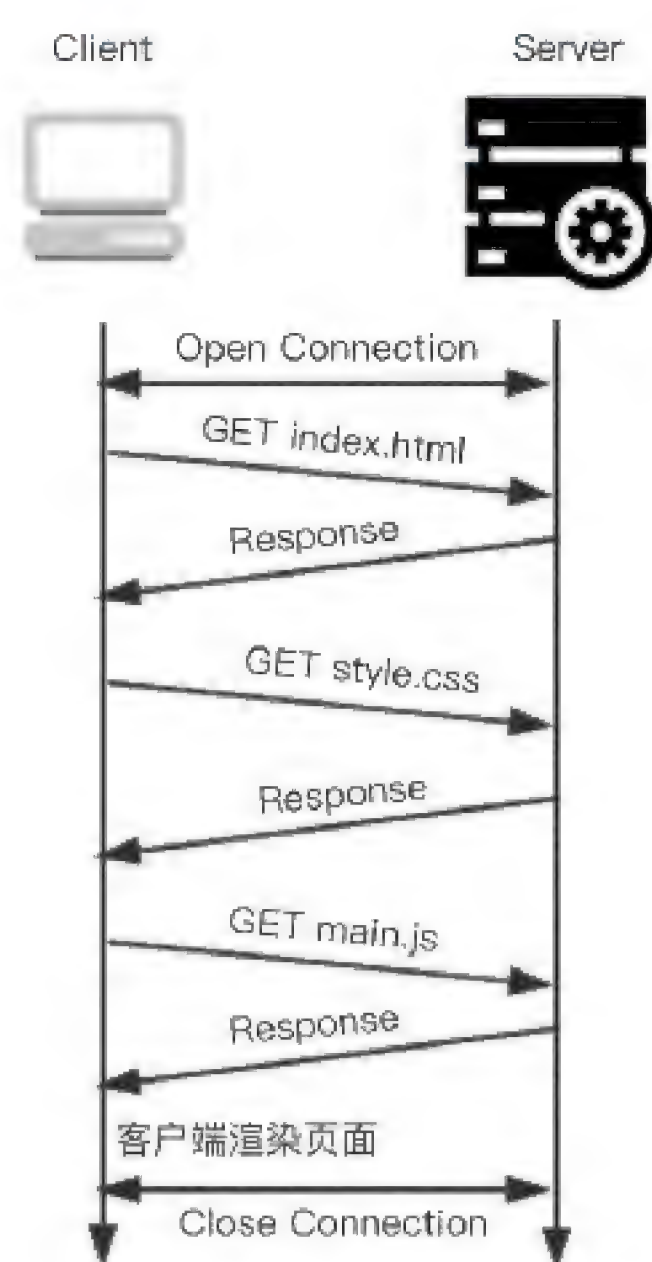 Client
Server
Open Connection
GET index.html
Response
GET style.css
Response
GET main.js
Response
客户端渲染页面
Close Connection